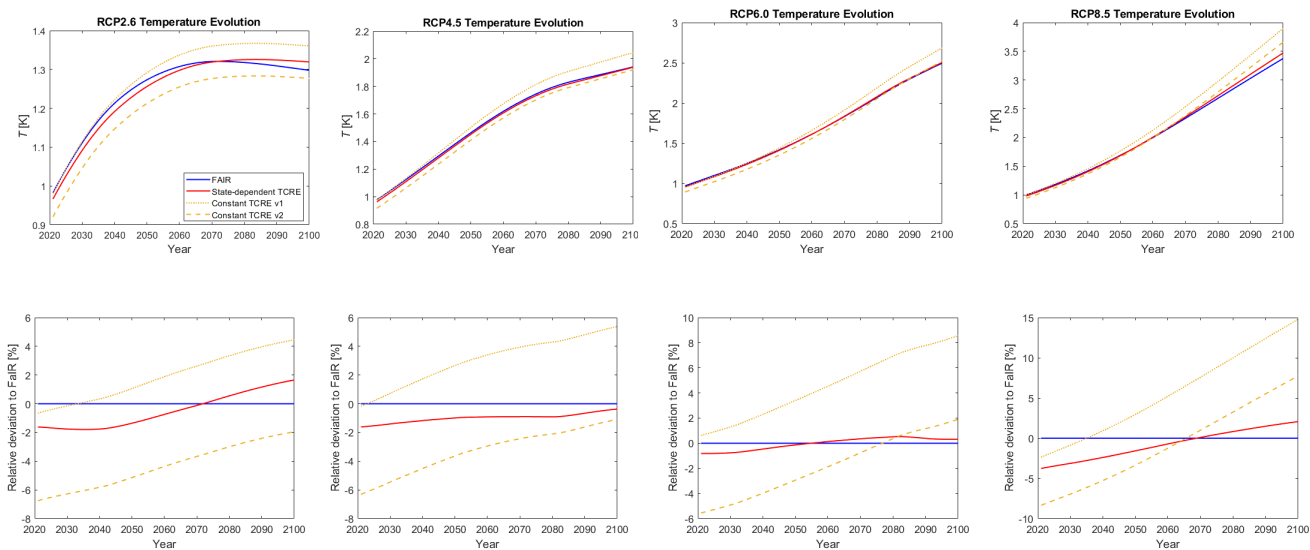 RCP2.6 Temperature Evolution
T [K]
1.4
1.3
1.2
1.1
1
0.9
FAIR
State-dependent TCRE
Constant TCRE v1
Constant TCRE v2
2020 2030 2040 2050 2060 2070 2080 2090 2100
Year
RCP4.5 Temperature Evolution
T [K]
2.2
2
1.8
1.6
1.4
1.2
1
0.8
2020 2030 2040 2050 2060 2070 2080 2090 2100
Year
RCP6.0 Temperature Evolution
T [K]
3
2.5
2
1.5
1
0.5
2020 2030 2040 2050 2060 2070 2080 2090 2100
Year
RCP8.5 Temperature Evolution
T [K]
4
3.5
3
2.5
2
1.5
1
0.5
2020 2030 2040 2050 2060 2070 2080 2090 2100
Year
Relative deviation to FaIR [%]
6
4
2
0
-2
-4
-6
-8
2020 2030 2040 2050 2060 2070 2080 2090 2100
Year
Relative deviation to FaIR [%]
6
4
2
0
-2
-4
-6
-8
2020 2030 2040 2050 2060 2070 2080 2090 2100
Year
Relative deviation to FaIR [%]
10
8
6
4
2
0
-2
-4
-6
2020 2030 2040 2050 2060 2070 2080 2090 2100
Year
Relative deviation to FaIR [%]
15
10
5
0
-5
-10
2020 2030 2040 2050 2060 2070 2080 2090 2100
Year